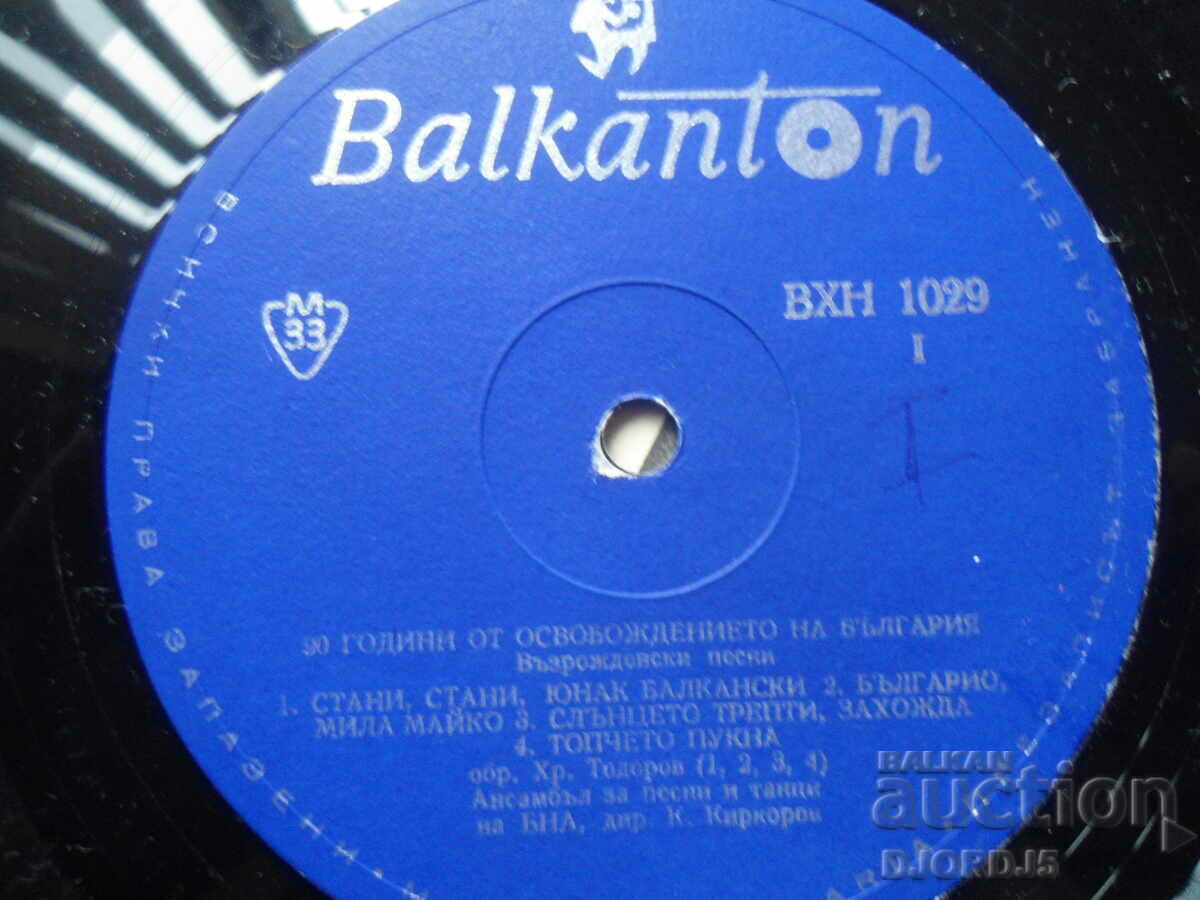 Balkanton
М
33
ВХН 1029
I
I
90 ГОДИНИ ОТ ОСВОБОЖДЕНИЕТО НА БЪЛГАРИЯ
Възрожденски песни
1. СТАНИ, СТАНИ, ЮНАК БАЛКАНСКИ 2. БЪЛГАРИО,
МИЛА МАЙКО 3. СЛЪНЦЕТО ТРЕПТИ, ЗАХОЖДА
4. ТОПЧЕТО ПУКНА
обр. Хр. Тодоров (1, 2, 3, 4)
Ансамбъл за песни и танци
на БНА, дир К. Киркоров
ВСИЧКИ ПРАВА ЗАПАЗЕНИ
ЗАБРАНЕН
BALKAN
auction
DJORDJ5